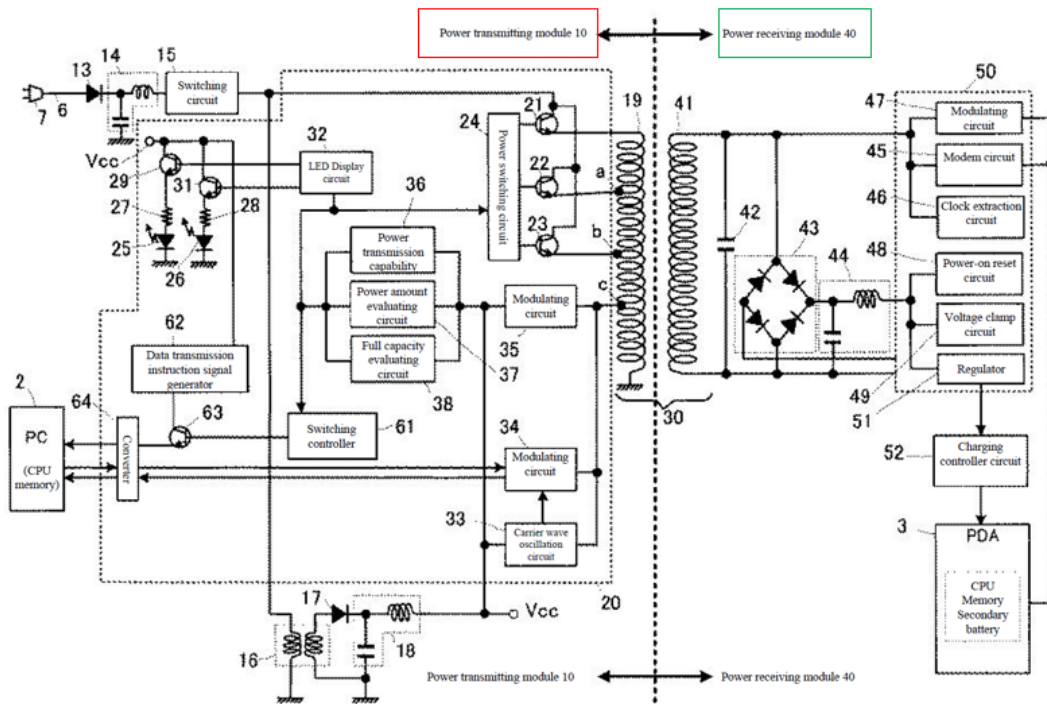 Power transmitting module 10
Power receiving module 40
13
14
15
Switching
circuit
6
7
Vcc
29
31
27
28
25
26
32
LED Display
circuit
24
Power switching circuit
21
22
23
19
41
a
b
c
36
Power
transmission
capability
Power amount
evaluating
circuit
37
Full capacity
evaluating
circuit
38
Modulating
circuit
35
30
42
43
44
50
47
Modulating
circuit
45
Modem circuit
46
Clock extraction
circuit
48
Power-on reset
circuit
Voltage clamp
circuit
49
Regulator
51
52
Charging
controller circuit
3
PDA
CPU
Memory
Secondary
battery
62
Data transmission
instruction signal
generator
2
PC
(CPU
memory)
64
Converter
63
Switching
controller
61
34
Modulating
circuit
33
Carrier wave
oscillation
circuit
20
17
Vcc
16
18
Power transmitting module 10
Power receiving module 40